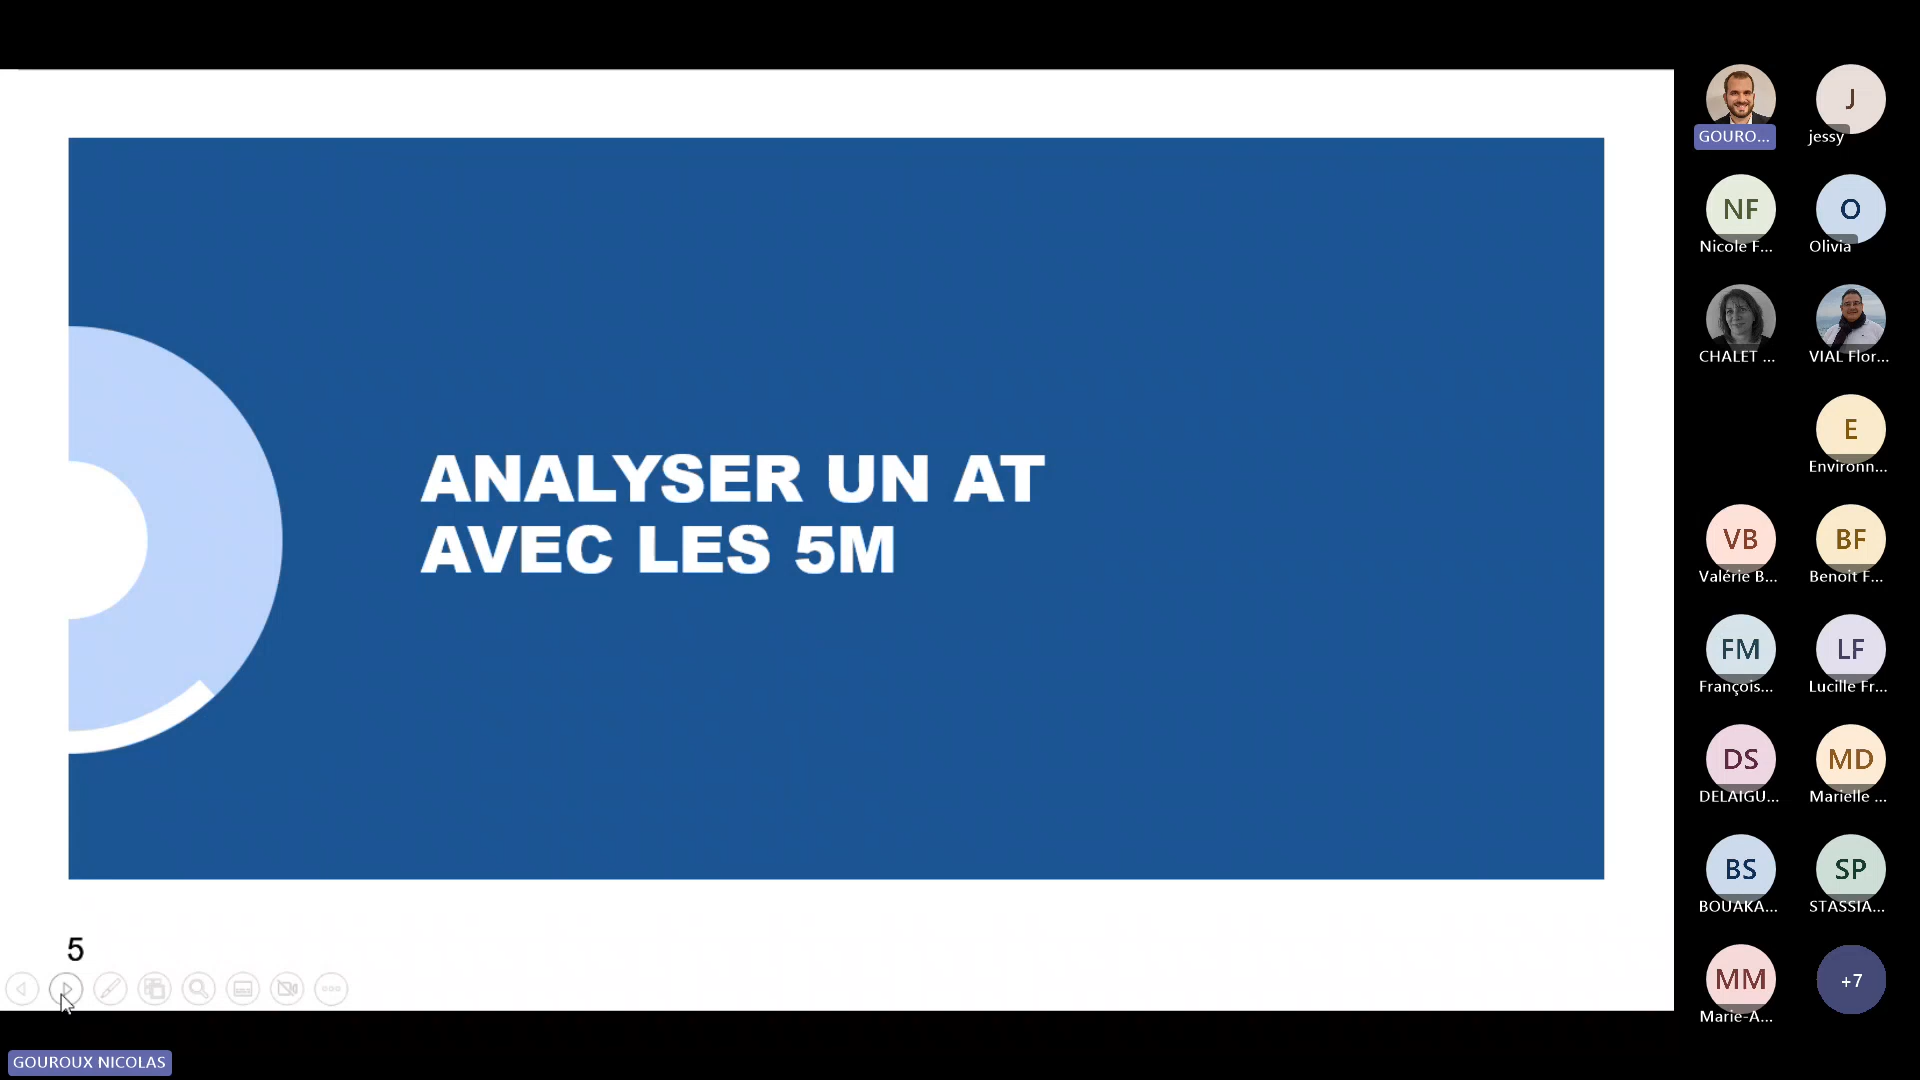 ANALYSER UN AT
AVEC LES 5M
5
GOUROUX NICOLAS
GOURO...
J
jessy
NF
Nicole F...
O
Olivia
CHALET ...
VIAL Flor...
E
Environn...
VB
Valérie B...
BF
Benoit F...
FM
François...
LF
Lucille Fr...
DS
DELAIGU...
MD
Marielle ...
BS
BOUAKA...
SP
STASSIA...
MM
Marie-A...
+7